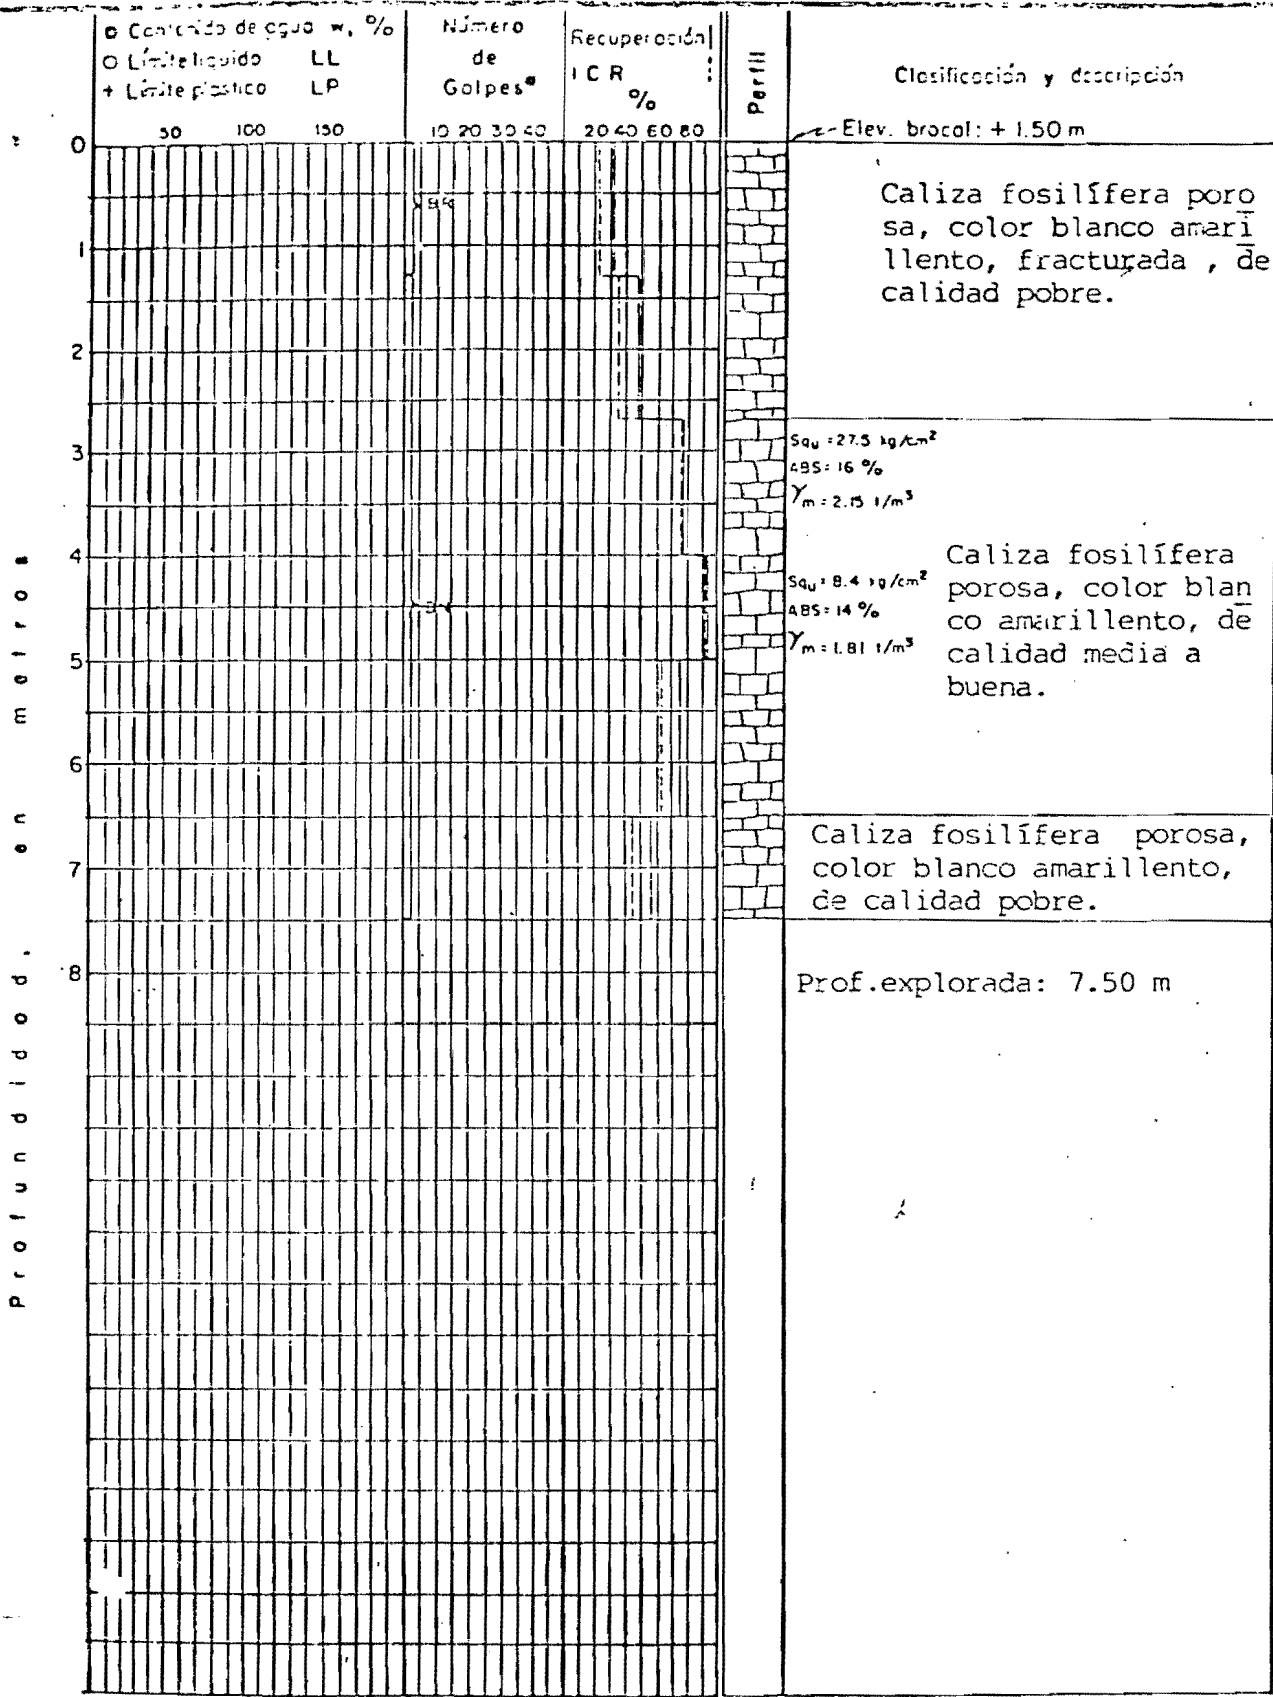 Contenido de agua w, %
O Límite líquido LL
+ Límite plástico LP
50 100 150
Número
de
Golpes
10 20 30 40
Recuperación
I C R
%
20 40 60 80
Perfil
Clasificación y descripción
Elev. brocal: + 1.50 m
Profundidad, en metros
0
1
2
3
4
5
6
7
8
Caliza fosilífera poro
sa, color blanco amari
llento, fracturada , de
calidad pobre.
Squ = 27.5 kg/cm²
ABS = 16 %
γm = 2.15 t/m³
Squ = 8.4 kg/cm²
ABS = 14 %
γm = 1.81 t/m³
Caliza fosilífera
porosa, color blan
co amarillento, de
calidad media a
buena.
Caliza fosilífera porosa,
color blanco amarillento,
de calidad pobre.
Prof.explorada: 7.50 m